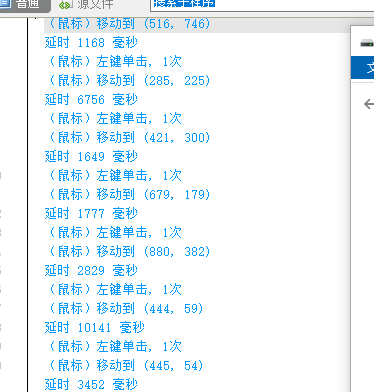 普通
源文件
搜索子程序
（鼠标）移动到 (516, 746)
延时 1168 毫秒
（鼠标）左键单击, 1次
（鼠标）移动到 (285, 225)
延时 6756 毫秒
（鼠标）左键单击, 1次
（鼠标）移动到 (421, 300)
延时 1649 毫秒
（鼠标）左键单击, 1次
（鼠标）移动到 (679, 179)
延时 1777 毫秒
（鼠标）左键单击, 1次
（鼠标）移动到 (880, 382)
延时 2829 毫秒
（鼠标）左键单击, 1次
（鼠标）移动到 (444, 59)
延时 10141 毫秒
（鼠标）左键单击, 1次
（鼠标）移动到 (445, 54)
延时 3452 毫秒